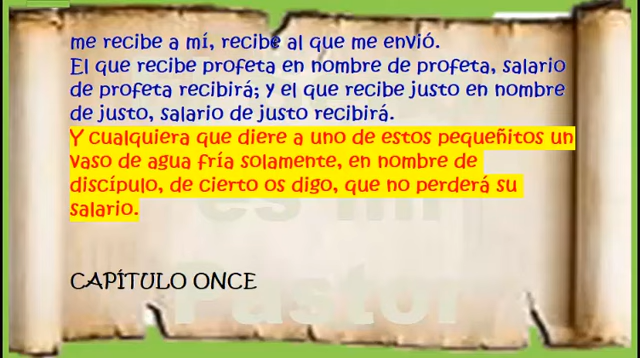 me recibe a mí, recibe al que me envió.
El que recibe profeta en nombre de profeta, salario
de profeta recibirá; y el que recibe justo en nombre
de justo, salario de justo recibirá.
Y cualquiera que diere a uno de estos pequeñitos un
vaso de agua fría solamente, en nombre de
discípulo, de cierto os digo, que no perderá su
salario.
es mi
CAPÍTULO ONCE
Pastor